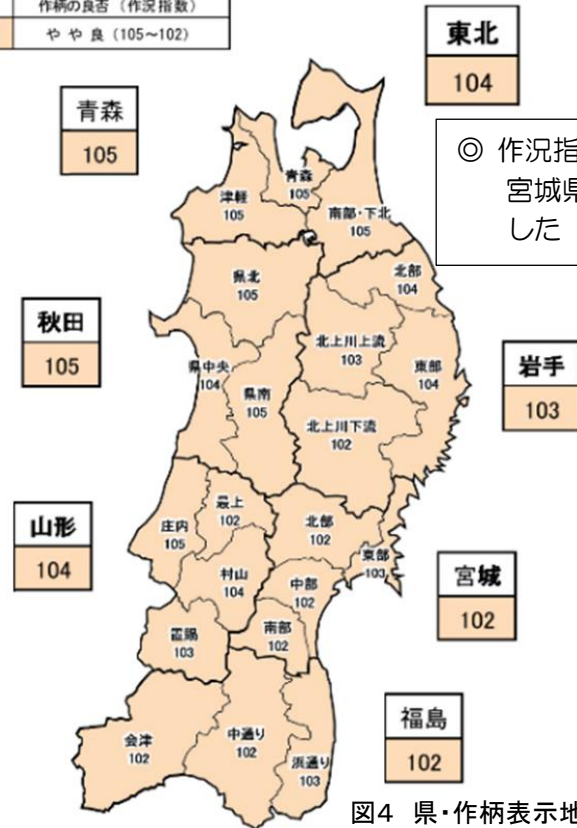 作柄の良否（作況指数）
やや良（105～102）
東北
104
青森
105
◎ 作況指
宮城県
した
青森
105
津軽
105
南部・下北
105
北部
104
県北
105
秋田
105
北上川上流
103
東部
104
岩手
103
県中央
104
県南
105
北上川下流
102
山形
104
最上
102
庄内
105
北部
102
東部
103
村山
104
中部
102
宮城
102
置賜
103
南部
102
福島
102
会津
102
中通り
102
浜通り
103
図4 県・作柄表示地